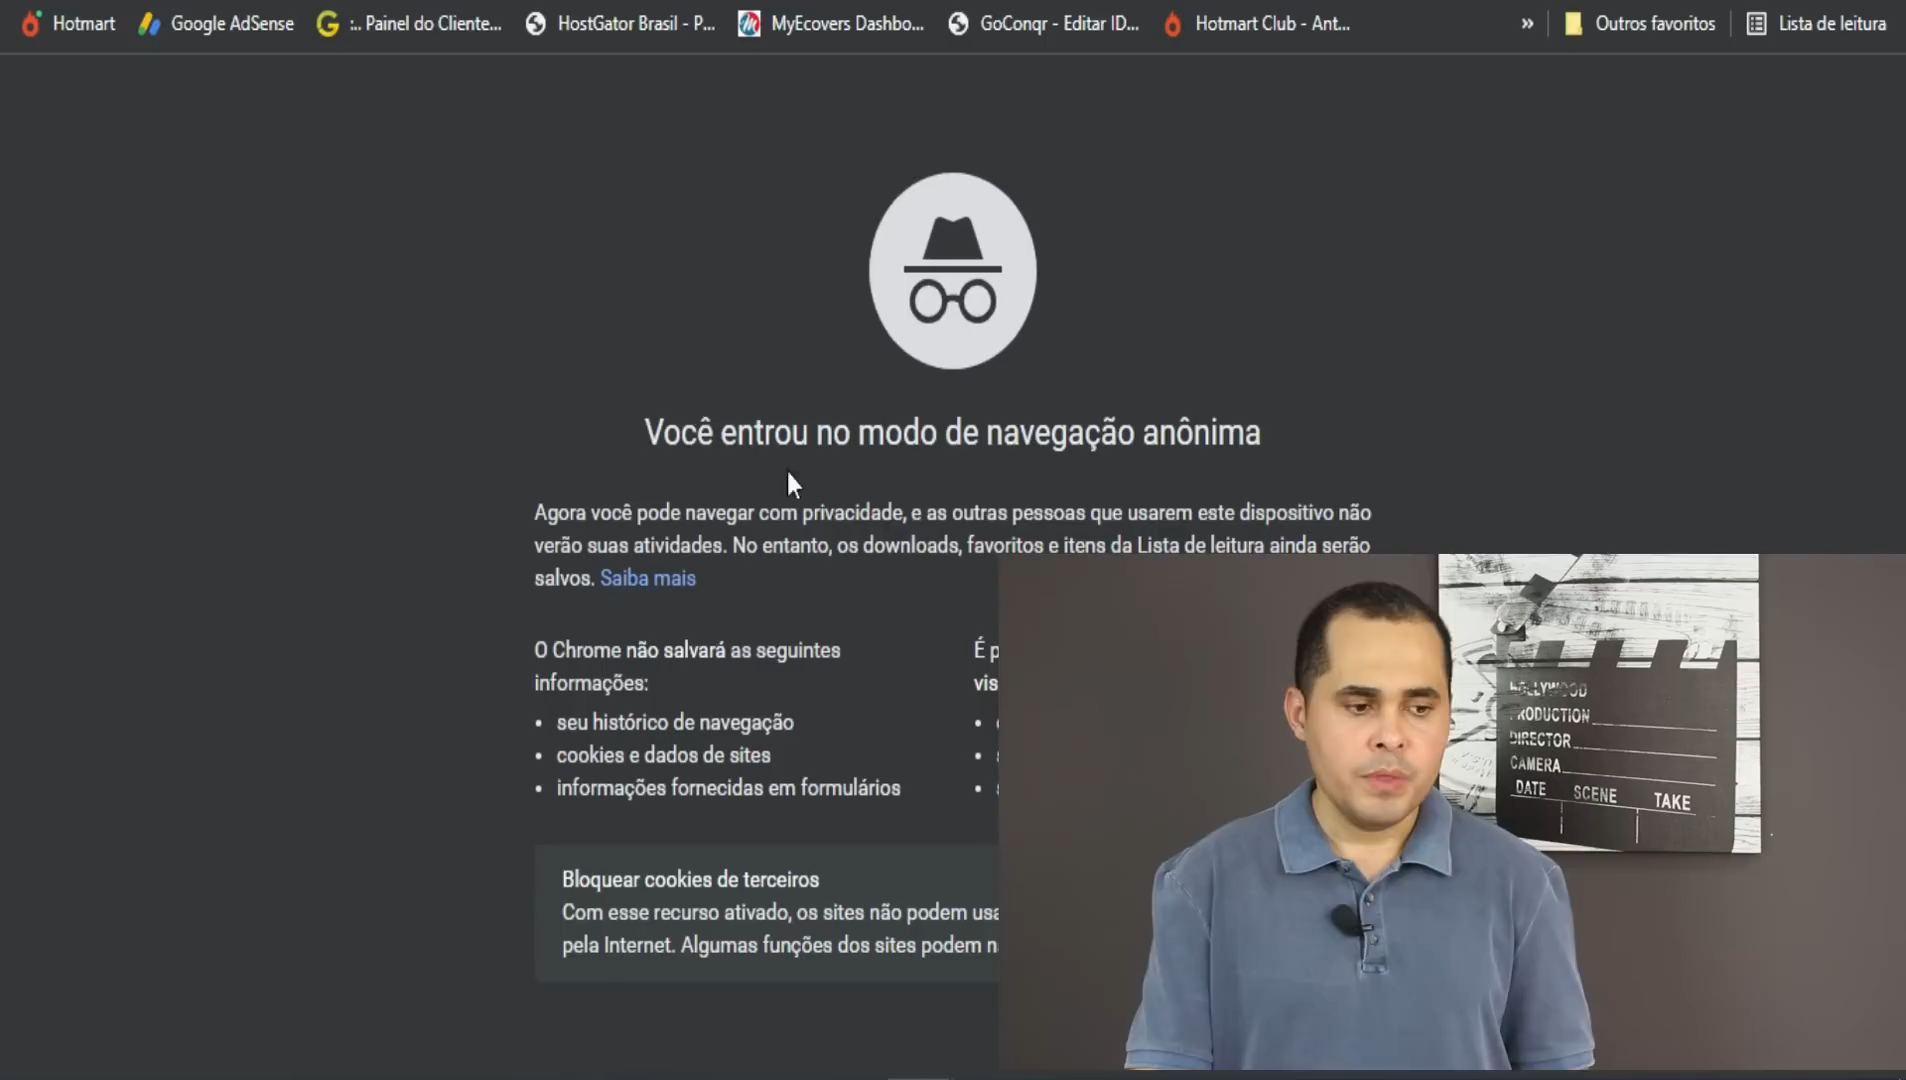 Hotmart
Google AdSense
:.. Painel do Cliente...
HostGator Brasil - P...
MyEcovers Dashbo...
GoConqr - Editar ID...
Hotmart Club - Ant...
»
Outros favoritos
Lista de leitura
Você entrou no modo de navegação anônima
Agora você pode navegar com privacidade, e as outras pessoas que usarem este dispositivo não
verão suas atividades. No entanto, os downloads, favoritos e itens da Lista de leitura ainda serão
salvos. Saiba mais
O Chrome não salvará as seguintes
informações:
• seu histórico de navegação
• cookies e dados de sites
• informações fornecidas em formulários
É p
vis
Bloquear cookies de terceiros
Com esse recurso ativado, os sites não podem usa
pela Internet. Algumas funções dos sites podem n
HOLLYWOOD
PRODUCTION
DIRECTOR
CAMERA
DATE SCENE TAKE